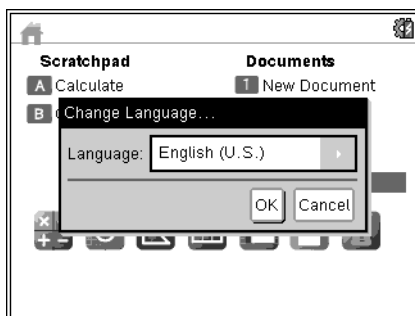 Scratchpad
Documents
A Calculate
1 New Document
B
Change Language...
Language: English (U.S.)
OK Cancel